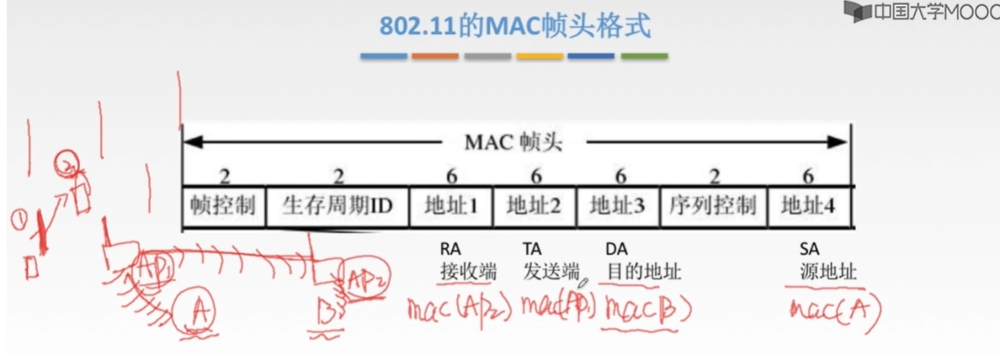 中国大学MOOC
802.11的MAC帧头格式
MAC 帧头
2 2 6 6 6 2 6
帧控制 生存周期ID 地址1 地址2 地址3 序列控制 地址4
RA TA DA SA
接收端 发送端 目的地址 源地址
mac(AP2) mac(AP1) mac(B) mac(A)
②
①
AP1
AP2
A
B